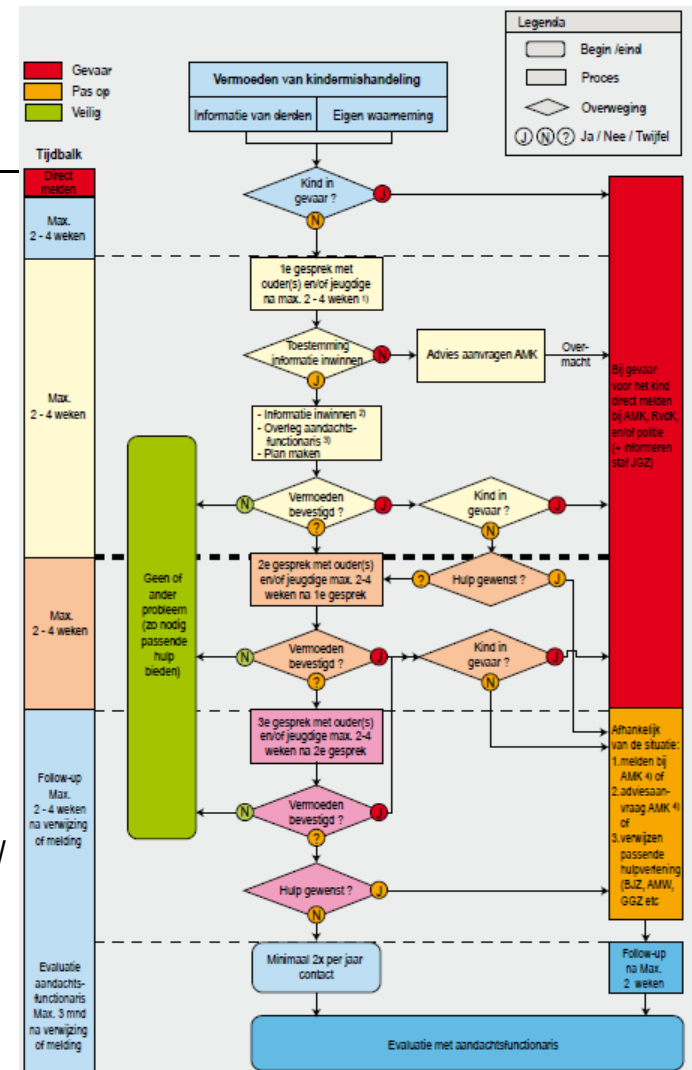 Legenda
Begin /eind
Proces
Overweging
J N ? Ja / Nee / Twijfel
Gevaar
Pas op
Veilig
Vermoeden van kindermishandeling
Informatie van derden
Eigen waarneming
Tijdbalk
Direct
melden
Max.
2 - 4 weken
Kind in
gevaar ?
J
N
1e gesprek met
ouder(s) en/of jeugdige
na max. 2 - 4 weken 1)
Toestemming
informatie inwinnen
N
J
Advies aanvragen AMK
Over-
macht
Max.
2 - 4 weken
- Informatie inwinnen 2)
- Overleg aandachts-
functionaris 3)
- Plan maken
Bij gevaar
voor het kind
direct melden
bij AMK, RvdK,
en/of politie
(+ informeren
staf JGZ)
N
Vermoeden
bevestigd ?
J
?
Kind in
gevaar ?
J
N
Geen of
ander
probleem
(zo nodig
passende
hulp
bieden)
Max.
2 - 4 weken
2e gesprek met ouder(s)
en/of jeugdige max. 2-4
weken na 1e gesprek
?
Hulp gewenst ?
J
N
Vermoeden
bevestigd ?
J
?
Kind in
gevaar ?
J
N
Follow-up
Max.
2 - 4 weken
na verwijzing
of melding
3e gesprek met ouder(s)
en/of jeugdige max. 2-4
weken na 2e gesprek
N
Vermoeden
bevestigd ?
J
?
Hulp gewenst ?
J
N
Afhankelijk
van de situatie:
1.melden bij
AMK 4) of
2.adviesaan-
vraag AMK 4)
of
3.verwijzen
passende
hulpverlening
(BJZ, AMW,
GGZ etc
/
Evaluatie
aandachts-
functionaris
Max. 3 mnd
na verwijzing
of melding
Minimaal 2x per jaar
contact
Follow-up
na Max.
2 weken
Evaluatie met aandachtsfunctionaris